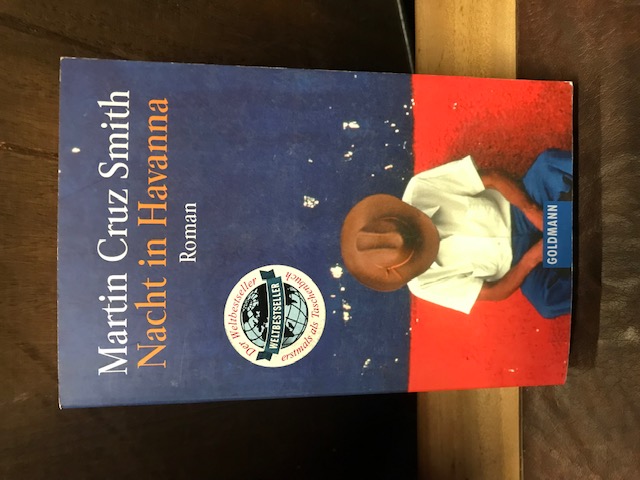 Martin Cruz Smith
Nacht in Havanna
Roman
Der Weltbestseller
WELTBESTSELLER
erstmals als Taschenbuch
GOLDMANN